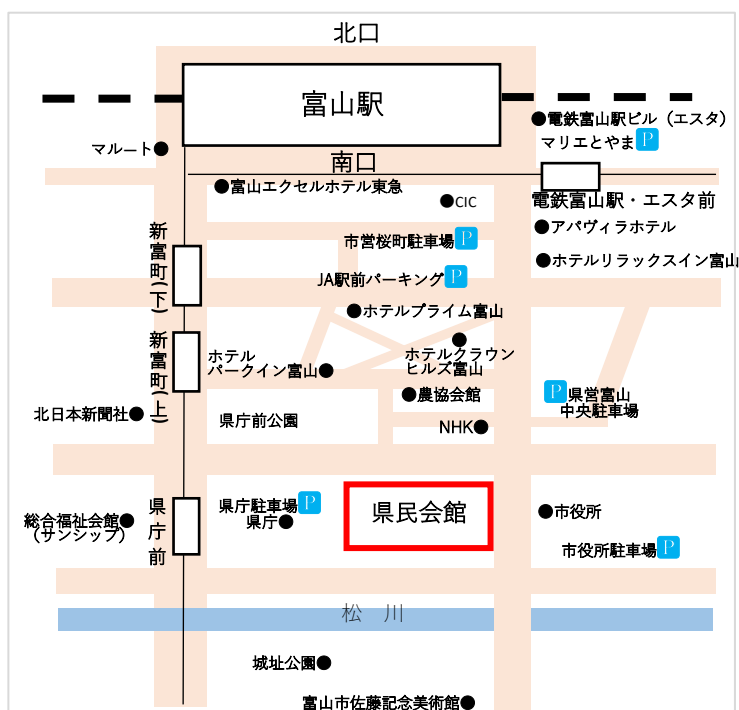 北口
富山駅
電鉄富山駅ビル（エスタ）
マリエとやま P
マルート
南口
富山エクセルホテル東急
CIC
電鉄富山駅・エスタ前
アパヴィラホテル
新富町(下)
市営桜町駐車場 P
ホテルリラックスイン富山
JA駅前パーキング P
ホテルプライム富山
新富町(上)
ホテル
パークイン富山
ホテルクラウン
ヒルズ富山
農協会館
P 県営富山
中央駐車場
北日本新聞社
県庁前公園
NHK
県庁前
県庁駐車場 P
県庁
県民会館
市役所
総合福祉会館
（サンシップ）
市役所駐車場 P
松　川
城址公園
富山市佐藤記念美術館